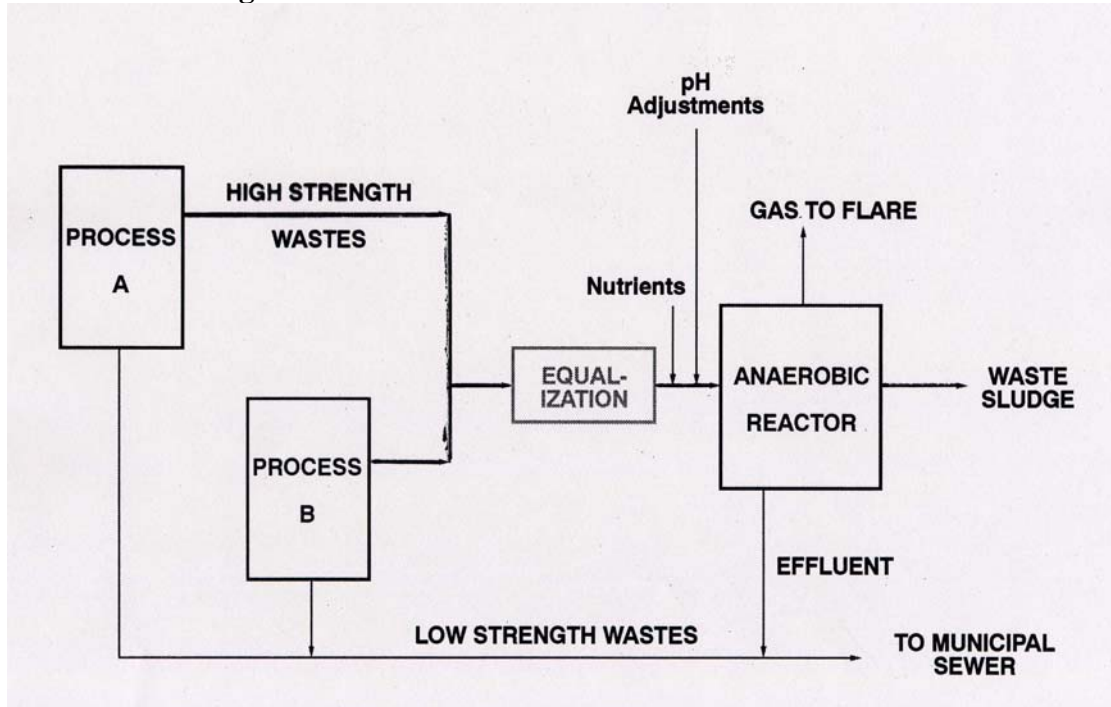 pH
Adjustments
HIGH STRENGTH
WASTES
PROCESS
A
GAS TO FLARE
Nutrients
EQUAL-
IZATION
ANAEROBIC
REACTOR
WASTE
SLUDGE
PROCESS
B
EFFLUENT
LOW STRENGTH WASTES
TO MUNICIPAL
SEWER